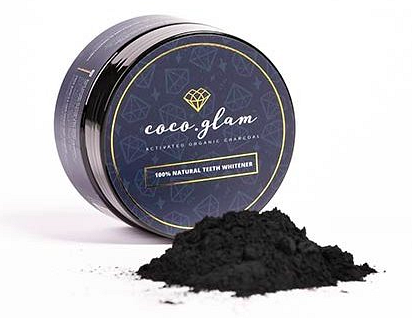 coco.glam
ACTIVATED ORGANIC CHARCOAL
100% NATURAL TEETH WHITENER